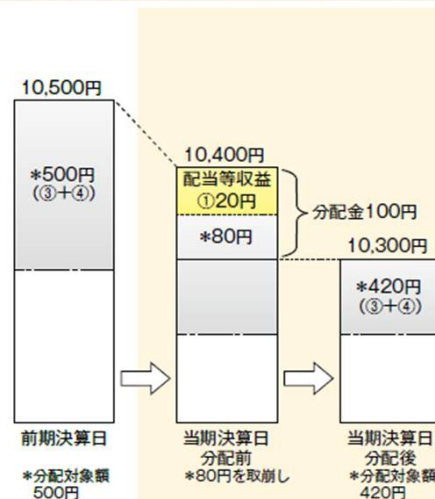 10,500円
*500円
(③+④)
10,400円
配当等収益
①20円
*80円
分配金100円
10,300円
*420円
(③+④)
前期決算日
*分配対象額
500円
当期決算日
分配前
*80円を取崩し
当期決算日
分配後
*分配対象額
420円